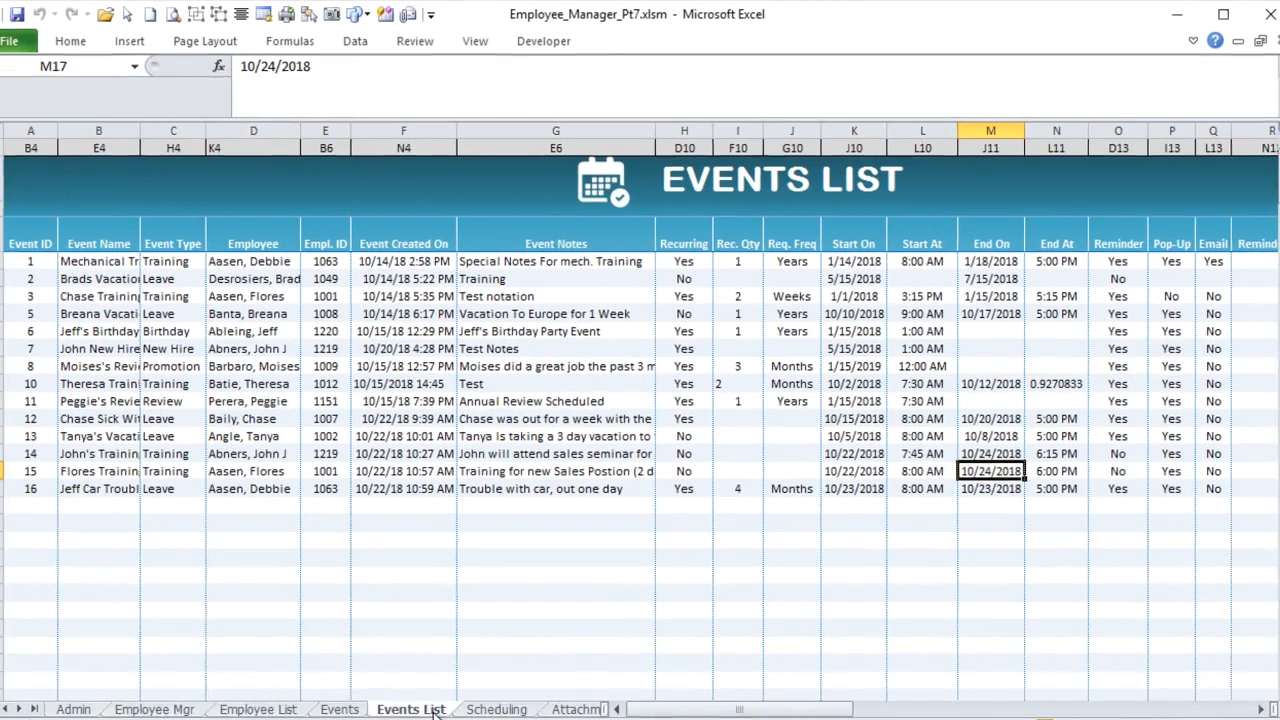 Employee_Manager_Pt7.xlsm - Microsoft Excel
File Home Insert Page Layout Formulas Data Review View Developer
M17 fx 10/24/2018
A B C D E F G H I J K L M N O P Q R
B4 E4 H4 K4 B6 N4 E6 D10 F10 G10 J10 L10 J11 L11 D13 I13 L13
EVENTS LIST
Event ID Event Name Event Type Employee Empl. ID Event Created On Event Notes Recurring Rec. Qty Req. Freq Start On Start At End On End At Reminder Pop-Up Email Remind
1 Mechanical Tr Training Aasen, Debbie 1063 10/14/18 2:58 PM Special Notes For mech. Training Yes 1 Years 1/14/2018 8:00 AM 1/18/2018 5:00 PM Yes Yes Yes
2 Brads Vacatio Leave Desrosiers, Brad 1049 10/14/18 5:22 PM Training No 5/15/2018 7/15/2018 No
3 Chase Training Training Aasen, Flores 1001 10/14/18 5:35 PM Test notation Yes 2 Weeks 1/1/2018 3:15 PM 1/15/2018 5:15 PM Yes No No
5 Breana Vacati Leave Banta, Breana 1008 10/14/18 6:17 PM Vacation To Europe for 1 Week No 1 Years 10/10/2018 9:00 AM 10/17/2018 5:00 PM Yes Yes No
6 Jeff's Birthday Birthday Ableing, Jeff 1220 10/15/18 12:29 PM Jeff's Birthday Party Event Yes 1 Years 1/15/2018 1:00 AM Yes Yes No
7 John New Hire New Hire Abners, John J 1219 10/20/18 4:28 PM Test Notes Yes 5/15/2018 1:00 AM Yes Yes No
8 Moises's Revi Promotion Barbaro, Moises 1009 10/15/18 12:57 PM Moises did a great job the past 3 m Yes 3 Months 1/15/2019 12:00 AM Yes Yes No
10 Theresa Train Training Batie, Theresa 1012 10/15/2018 14:45 Test Yes 2 Months 10/2/2018 7:30 AM 10/12/2018 0.9270833 Yes Yes No
11 Peggie's Revie Review Perera, Peggie 1151 10/15/18 7:39 PM Annual Review Scheduled Yes 1 Years 1/15/2018 7:30 AM Yes Yes No
12 Chase Sick Wi Leave Baily, Chase 1007 10/22/18 9:39 AM Chase was out for a week with the Yes 10/15/2018 8:00 AM 10/20/2018 5:00 PM Yes Yes No
13 Tanya's Vacati Leave Angle, Tanya 1002 10/22/18 10:01 AM Tanya Is taking a 3 day vacation to No 10/5/2018 8:00 AM 10/8/2018 5:00 PM Yes Yes No
14 John's Training Training Abners, John J 1219 10/22/18 10:27 AM John will attend sales seminar for No 10/22/2018 7:45 AM 10/24/2018 6:15 PM No Yes No
15 Flores Training Training Aasen, Flores 1001 10/22/18 10:57 AM Training for new Sales Postion (2 d No 10/22/2018 8:00 AM 10/24/2018 6:00 PM No Yes No
16 Jeff Car Troubl Leave Aasen, Debbie 1063 10/22/18 10:59 AM Trouble with car, out one day Yes 4 Months 10/23/2018 8:00 AM 10/23/2018 5:00 PM Yes Yes No
Admin Employee Mgr Employee List Events Events List Scheduling Attachm